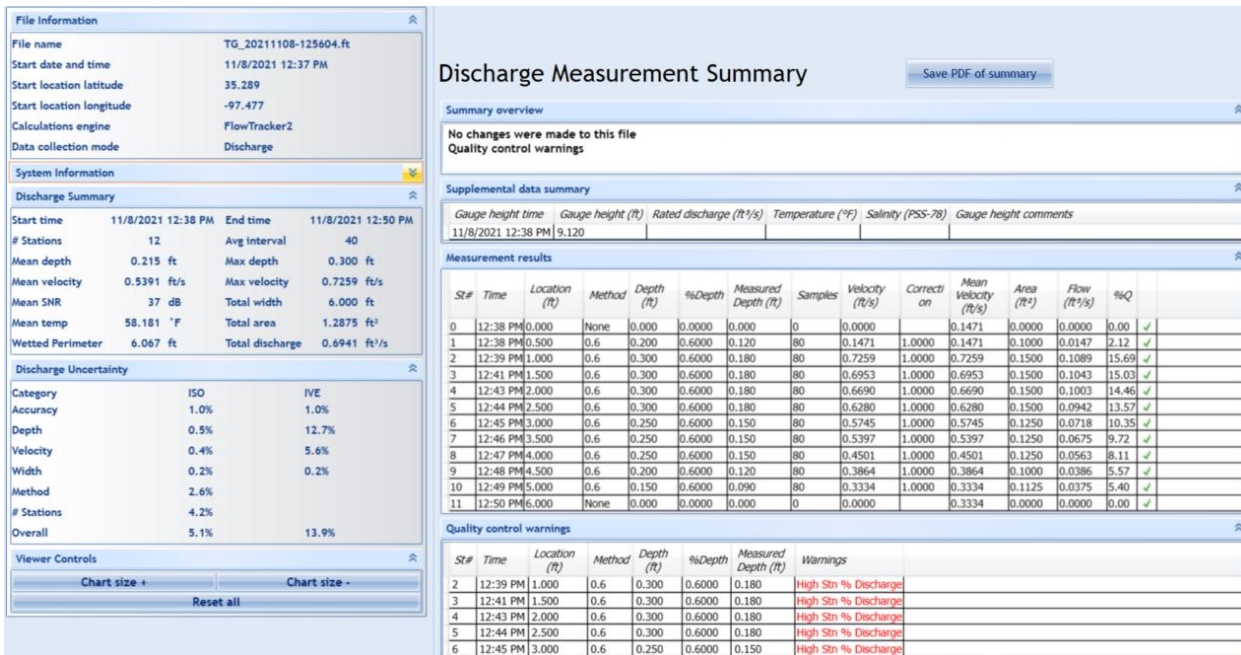 File Information
File name TG_20211108-125604.ft
Start date and time 11/8/2021 12:37 PM
Start location latitude 35.289
Start location longitude -97.477
Calculations engine FlowTracker2
Data collection mode Discharge
System Information
Discharge Summary
Start time 11/8/2021 12:38 PM End time 11/8/2021 12:50 PM
# Stations 12 Avg interval 40
Mean depth 0.215 ft Max depth 0.300 ft
Mean velocity 0.5391 ft/s Max velocity 0.7259 ft/s
Mean SNR 37 dB Total width 6.000 ft
Mean temp 58.181 °F Total area 1.2875 ft²
Wetted Perimeter 6.067 ft Total discharge 0.6941 ft³/s
Discharge Uncertainty
Category ISO IVE
Accuracy 1.0% 1.0%
Depth 0.5% 12.7%
Velocity 0.4% 5.6%
Width 0.2% 0.2%
Method 2.6%
# Stations 4.2%
Overall 5.1% 13.9%
Viewer Controls
Chart size + Chart size -
Reset all
Discharge Measurement Summary Save PDF of summary
Summary overview
No changes were made to this file
Quality control warnings
Supplemental data summary
Gauge height time Gauge height (ft) Rated discharge (ft³/s) Temperature (°F) Salinity (PSS-78) Gauge height comments
11/8/2021 12:38 PM 9.120
Measurement results
St# Time Location (ft) Method Depth (ft) %Depth Measured Depth (ft) Samples Velocity (ft/s) Correcti on Mean Velocity (ft/s) Area (ft²) Flow (ft³/s) %Q
0 12:38 PM 0.000 None 0.000 0.0000 0.000 0 0.0000 0.1471 0.0000 0.0000 0.00 ✓
1 12:38 PM 0.500 0.6 0.200 0.6000 0.120 80 0.1471 1.0000 0.1471 0.1000 0.0147 2.12 ✓
2 12:39 PM 1.000 0.6 0.300 0.6000 0.180 80 0.7259 1.0000 0.7259 0.1500 0.1089 15.69 ✓
3 12:41 PM 1.500 0.6 0.300 0.6000 0.180 80 0.6953 1.0000 0.6953 0.1500 0.1043 15.03 ✓
4 12:43 PM 2.000 0.6 0.300 0.6000 0.180 80 0.6690 1.0000 0.6690 0.1500 0.1003 14.46 ✓
5 12:44 PM 2.500 0.6 0.300 0.6000 0.180 80 0.6280 1.0000 0.6280 0.1500 0.0942 13.57 ✓
6 12:45 PM 3.000 0.6 0.250 0.6000 0.150 80 0.5745 1.0000 0.5745 0.1250 0.0718 10.35 ✓
7 12:46 PM 3.500 0.6 0.250 0.6000 0.150 80 0.5397 1.0000 0.5397 0.1250 0.0675 9.72 ✓
8 12:47 PM 4.000 0.6 0.250 0.6000 0.150 80 0.4501 1.0000 0.4501 0.1250 0.0563 8.11 ✓
9 12:48 PM 4.500 0.6 0.200 0.6000 0.120 80 0.3864 1.0000 0.3864 0.1000 0.0386 5.57 ✓
10 12:49 PM 5.000 0.6 0.150 0.6000 0.090 80 0.3334 1.0000 0.3334 0.1125 0.0375 5.40 ✓
11 12:50 PM 6.000 None 0.000 0.0000 0.000 0 0.0000 0.3334 0.0000 0.0000 0.00 ✓
Quality control warnings
St# Time Location (ft) Method Depth (ft) %Depth Measured Depth (ft) Warnings
2 12:39 PM 1.000 0.6 0.300 0.6000 0.180 High Stn % Discharge
3 12:41 PM 1.500 0.6 0.300 0.6000 0.180 High Stn % Discharge
4 12:43 PM 2.000 0.6 0.300 0.6000 0.180 High Stn % Discharge
5 12:44 PM 2.500 0.6 0.300 0.6000 0.180 High Stn % Discharge
6 12:45 PM 3.000 0.6 0.250 0.6000 0.150 High Stn % Discharge